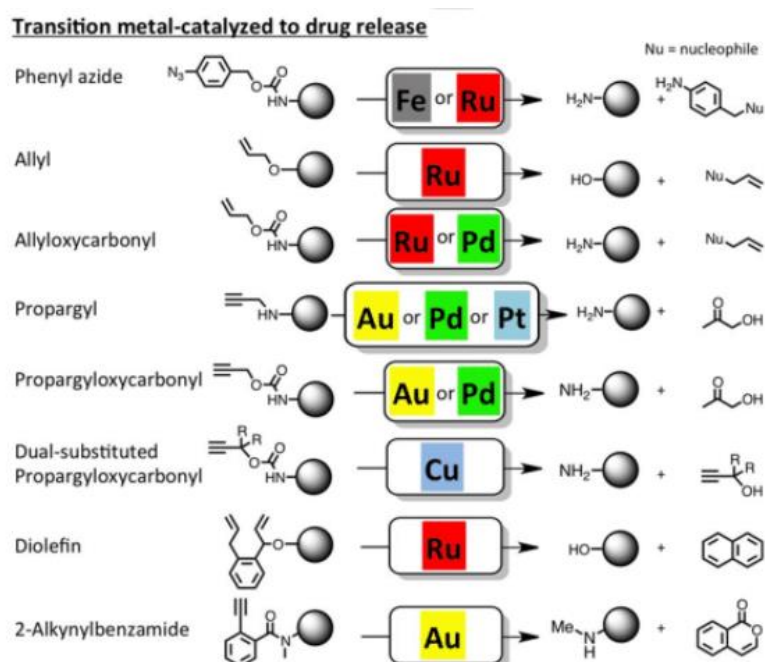 Transition metal-catalyzed to drug release
Nu = nucleophile
Phenyl azide N₃ O O HN Fe or Ru H₂N + H₂N Nu
Allyl O Ru HO + Nu
Allyloxycarbonyl O O HN Ru or Pd H₂N + Nu
Propargyl HN Au or Pd or Pt H₂N + O OH
Propargyloxycarbonyl O O HN Au or Pd NH₂ + O OH
Dual-substituted
Propargyloxycarbonyl R R O O HN Cu NH₂ + R R OH
Diolefin O Ru HO +
2-Alkynylbenzamide O N Au Me N H + O O